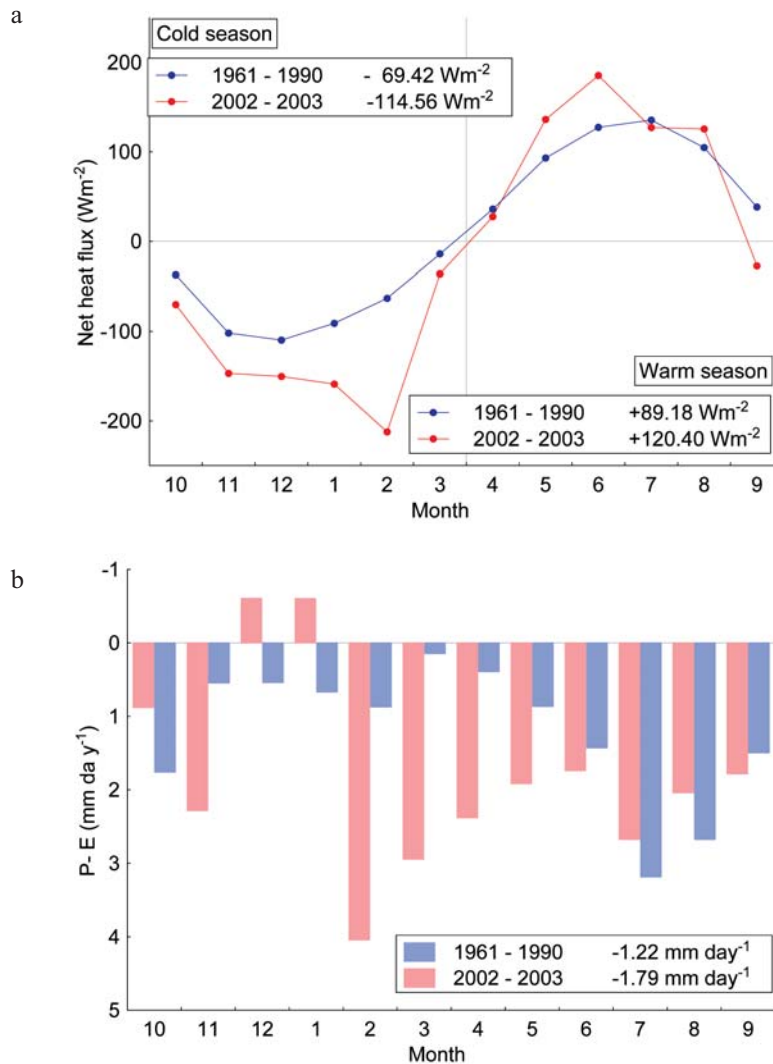 a
Cold season
1961 - 1990 - 69.42 Wm-2
2002 - 2003 -114.56 Wm-2
200
100
0
-100
-200
Net heat flux (Wm-2)
Warm season
1961 - 1990 +89.18 Wm-2
2002 - 2003 +120.40 Wm-2
10 11 12 1 2 3 4 5 6 7 8 9
Month
b
-1
0
1
2
3
4
5
P- E (mm da y-1)
1961 - 1990 -1.22 mm day-1
2002 - 2003 -1.79 mm day-1
10 11 12 1 2 3 4 5 6 7 8 9
Month